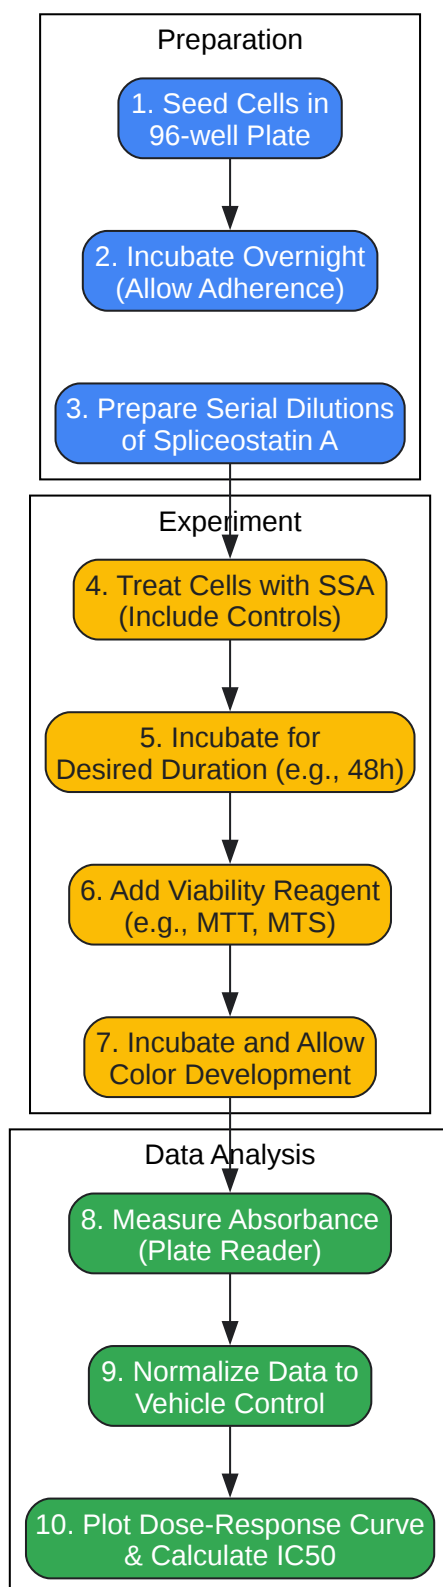 Preparation
1. Seed Cells in
96-well Plate
2. Incubate Overnight
(Allow Adherence)
3. Prepare Serial Dilutions
of Spliceostatin A
Experiment
4. Treat Cells with SSA
(Include Controls)
5. Incubate for
Desired Duration (e.g., 48h)
6. Add Viability Reagent
(e.g., MTT, MTS)
7. Incubate and Allow
Color Development
Data Analysis
8. Measure Absorbance
(Plate Reader)
9. Normalize Data to
Vehicle Control
10. Plot Dose-Response Curve
& Calculate IC50